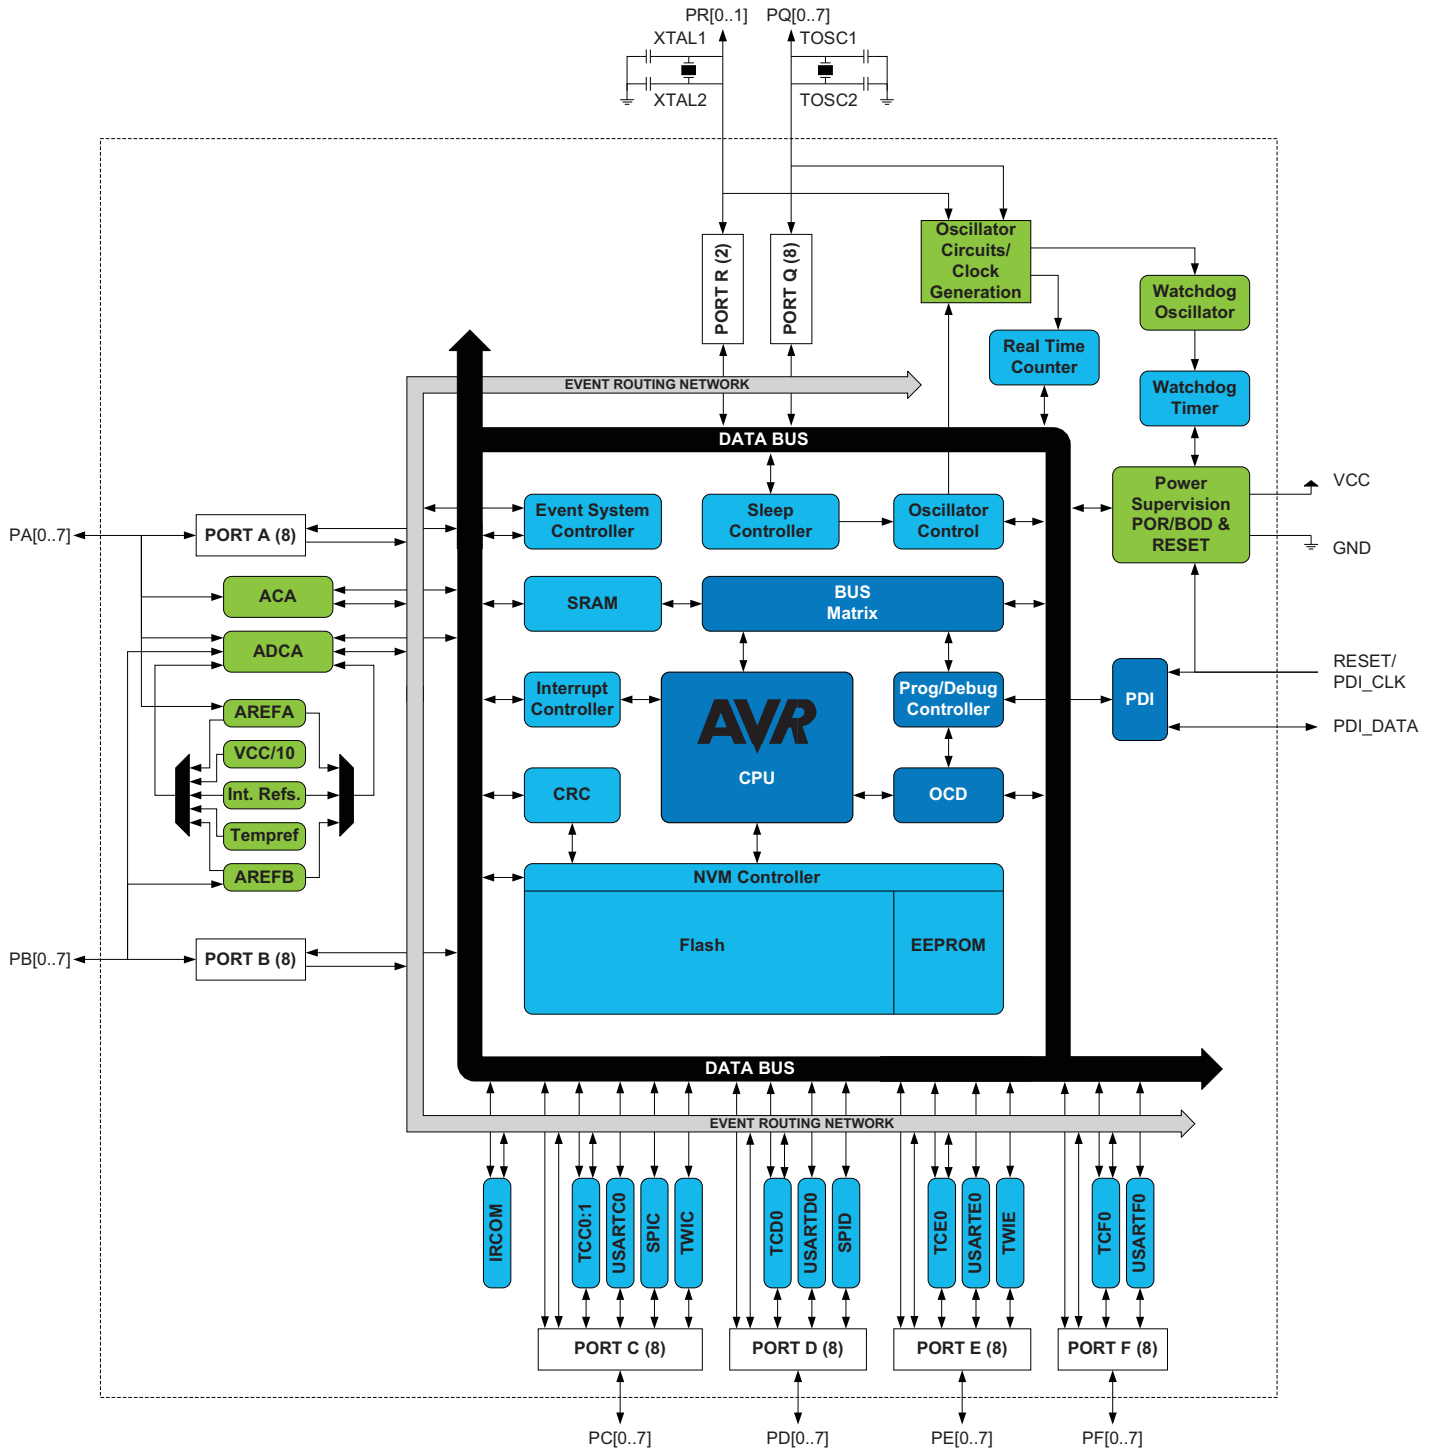 PR[0..1] PQ[0..7]
XTAL1
TOSC1
XTAL2
TOSC2
PORT R (2)
PORT Q (8)
Oscillator
Circuits/
Clock
Generation
Watchdog
Oscillator
Real Time
Counter
Watchdog
Timer
EVENT ROUTING NETWORK
DATA BUS
Power
Supervision
POR/BOD &
RESET
VCC
GND
Event System
Controller
Sleep
Controller
Oscillator
Control
PA[0..7]
PORT A (8)
ACA
SRAM
BUS
Matrix
ADCA
RESET/
PDI_CLK
PDI
PDI_DATA
Interrupt
Controller
AVR
CPU
Prog/Debug
Controller
AREFA
VCC/10
Int. Refs.
Tempref
AREFB
CRC
OCD
NVM Controller
Flash
EEPROM
PB[0..7]
PORT B (8)
DATA BUS
EVENT ROUTING NETWORK
IRCOM
TCC0:1
USARTC0
SPIC
TWIC
TCD0
USARTD0
SPID
TCE0
USARTE0
TWIE
TCF0
USARTF0
PORT C (8)
PORT D (8)
PORT E (8)
PORT F (8)
PC[0..7]
PD[0..7]
PE[0..7]
PF[0..7]